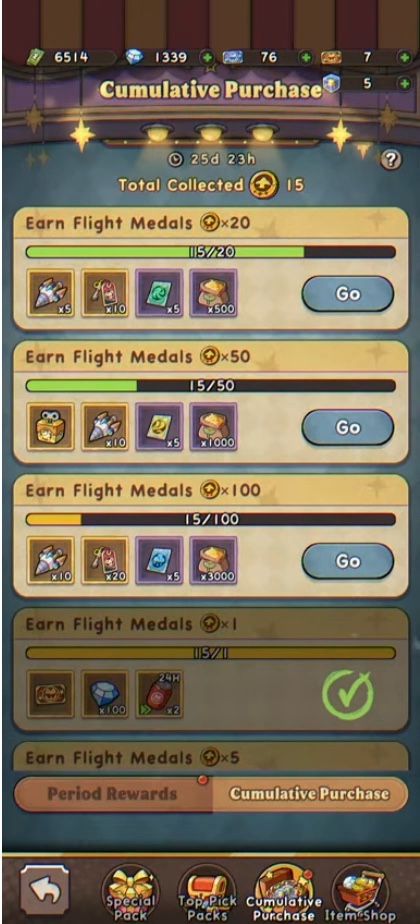 6514 1339 76 7
Cumulative Purchase 5
25d 23h ?
Total Collected 15
Earn Flight Medals ×20
15/20
x5 x10 x5 x500 Go
Earn Flight Medals ×50
15/50
x10 x5 x1000 Go
Earn Flight Medals ×100
15/100
x10 x20 x5 x3000 Go
Earn Flight Medals ×1
15/1
24H
x100 x2
Earn Flight Medals ×5
Period Rewards Cumulative Purchase
Special Pack
Top Pick Packs
Cumulative Purchase
Item Shop